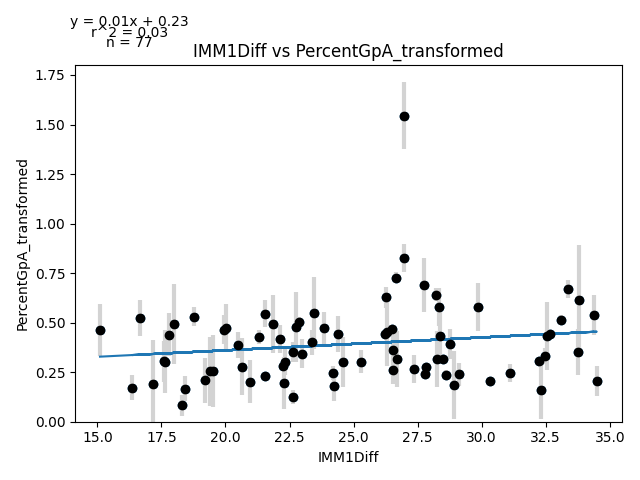 y = 0.01x + 0.23
r^2 = 0.03
n = 77
IMM1Diff vs PercentGpA_transformed
1.75
1.50
1.25
1.00
0.75
0.50
0.25
0.00
PercentGpA_transformed
15.0 17.5 20.0 22.5 25.0 27.5 30.0 32.5 35.0
IMM1Diff